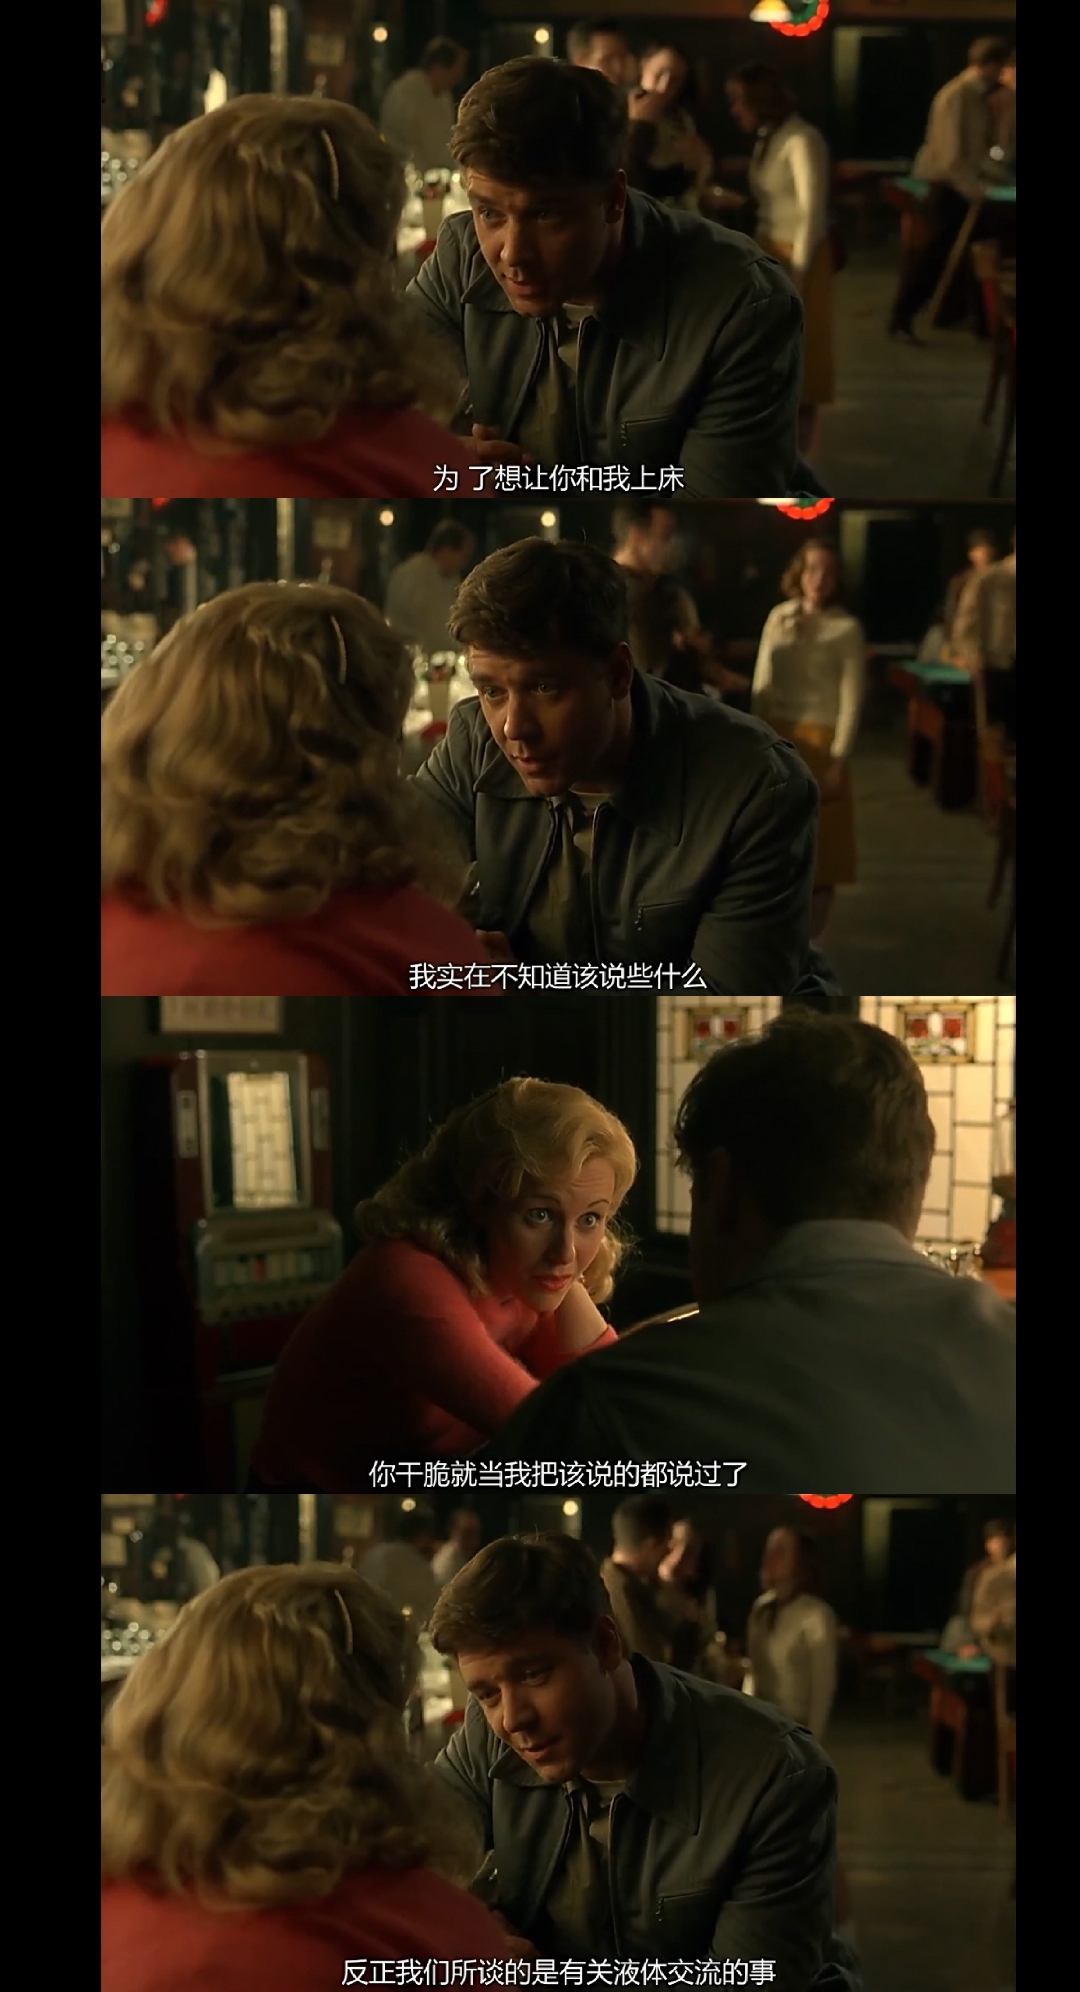 为 了想让你和我上床
我实在不知道该说些什么
你干脆就当我把该说的都说过了
反正我们所谈的是有关液体交流的事